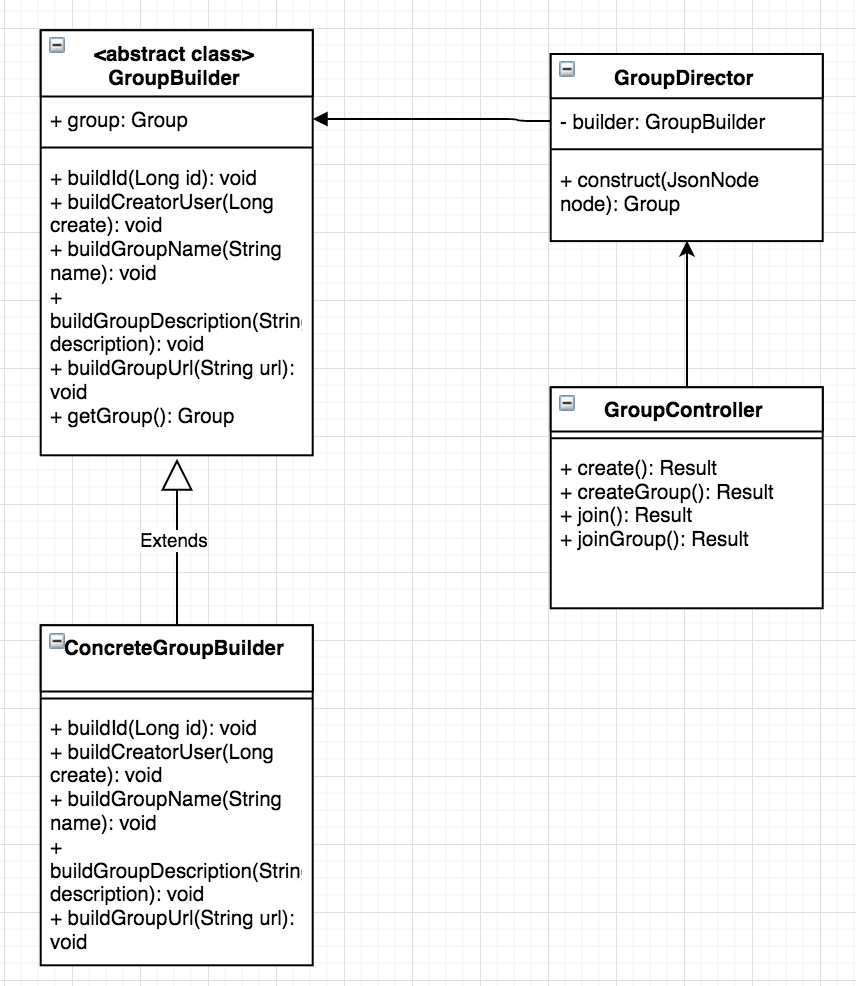 <abstract class>
GroupBuilder
+ group: Group
+ buildId(Long id): void
+ buildCreatorUser(Long
create): void
+ buildGroupName(String
name): void
+
buildGroupDescription(Strin
description): void
+ buildGroupUrl(String url):
void
+ getGroup(): Group
GroupDirector
- builder: GroupBuilder
+ construct(JsonNode
node): Group
GroupController
+ create(): Result
+ createGroup(): Result
+ join(): Result
+ joinGroup(): Result
Extends
ConcreteGroupBuilder
+ buildId(Long id): void
+ buildCreatorUser(Long
create): void
+ buildGroupName(String
name): void
+
buildGroupDescription(Strin
description): void
+ buildGroupUrl(String url):
void